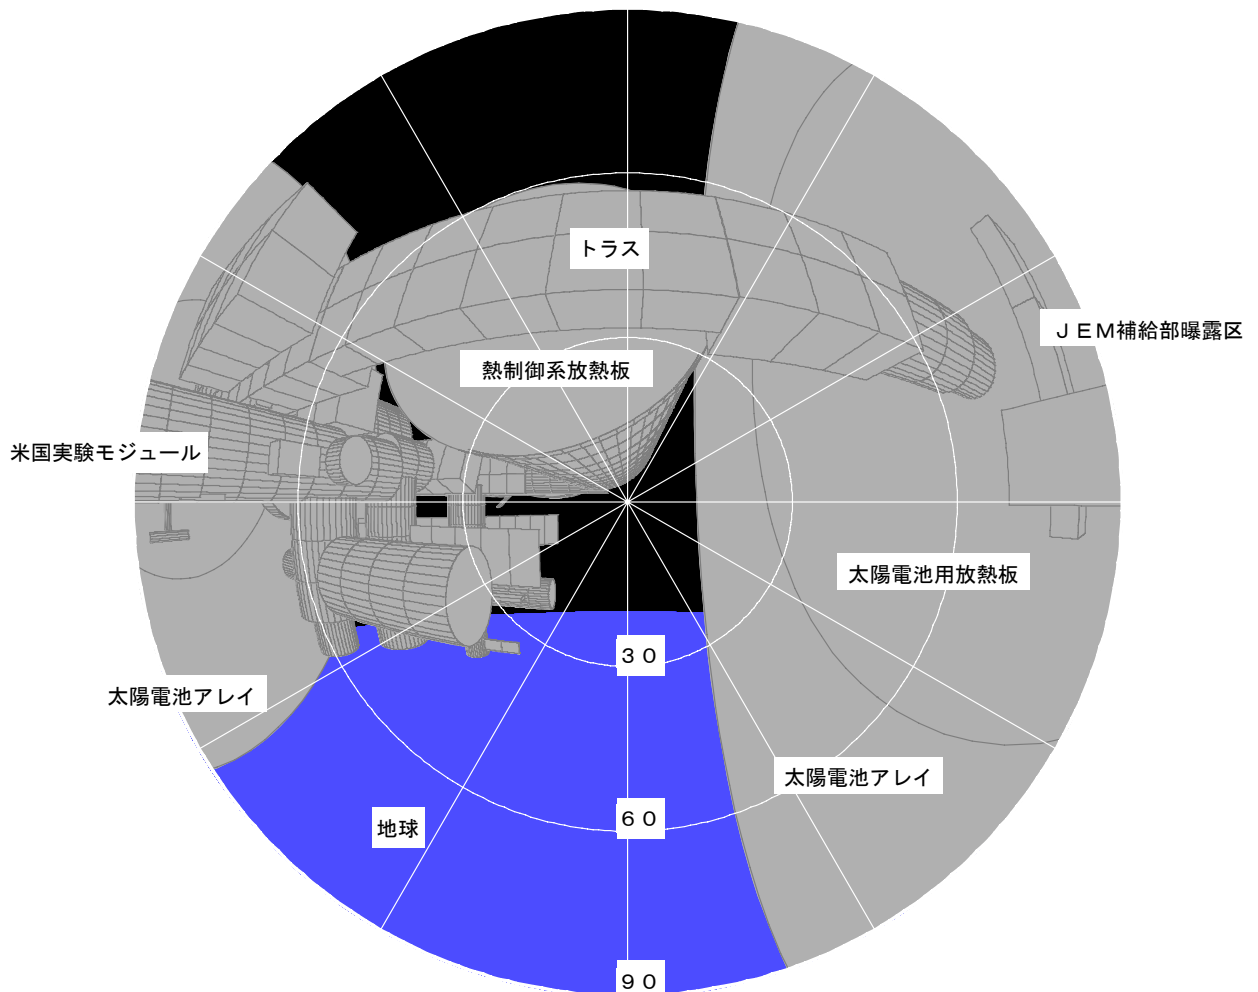 トラス
ＪＥＭ補給部曝露区
熱制御系放熱板
米国実験モジュール
太陽電池用放熱板
３０
太陽電池アレイ
太陽電池アレイ
６０
地球
９０